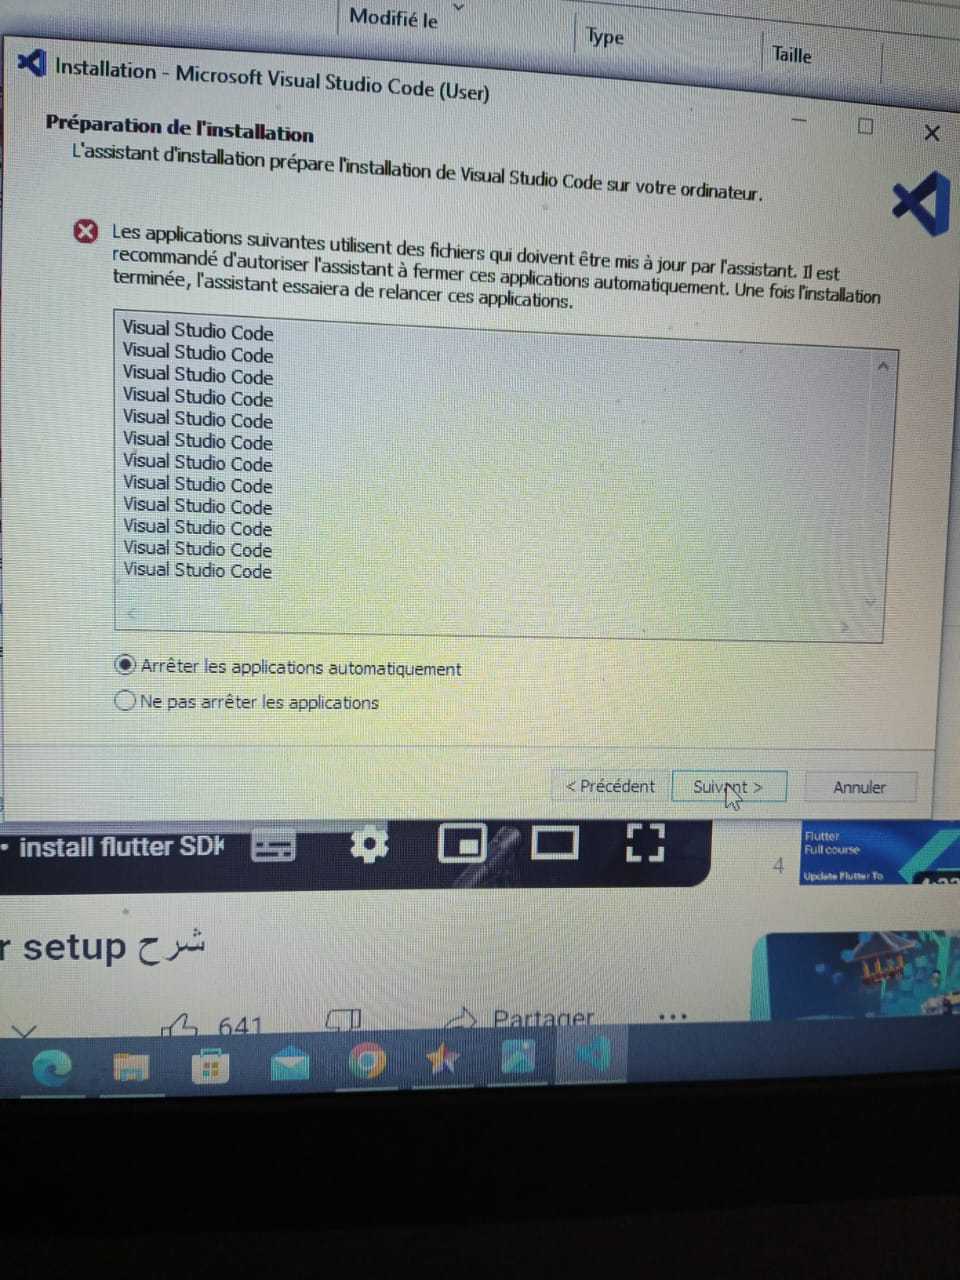 Modifié le
Type
Taille
Installation - Microsoft Visual Studio Code (User)
Préparation de l'installation
L'assistant d'installation prépare l'installation de Visual Studio Code sur votre ordinateur.
Les applications suivantes utilisent des fichiers qui doivent être mis à jour par l'assistant. Il est
recommandé d'autoriser l'assistant à fermer ces applications automatiquement. Une fois l'installation
terminée, l'assistant essaiera de relancer ces applications.
Visual Studio Code
Visual Studio Code
Visual Studio Code
Visual Studio Code
Visual Studio Code
Visual Studio Code
Visual Studio Code
Visual Studio Code
Visual Studio Code
Visual Studio Code
Visual Studio Code
Visual Studio Code
Arrêter les applications automatiquement
Ne pas arrêter les applications
< Précédent
Suivant >
Annuler
• install flutter SDK
4
Flutter
Full course
Update Flutter To
r setup شرح
641
Partager